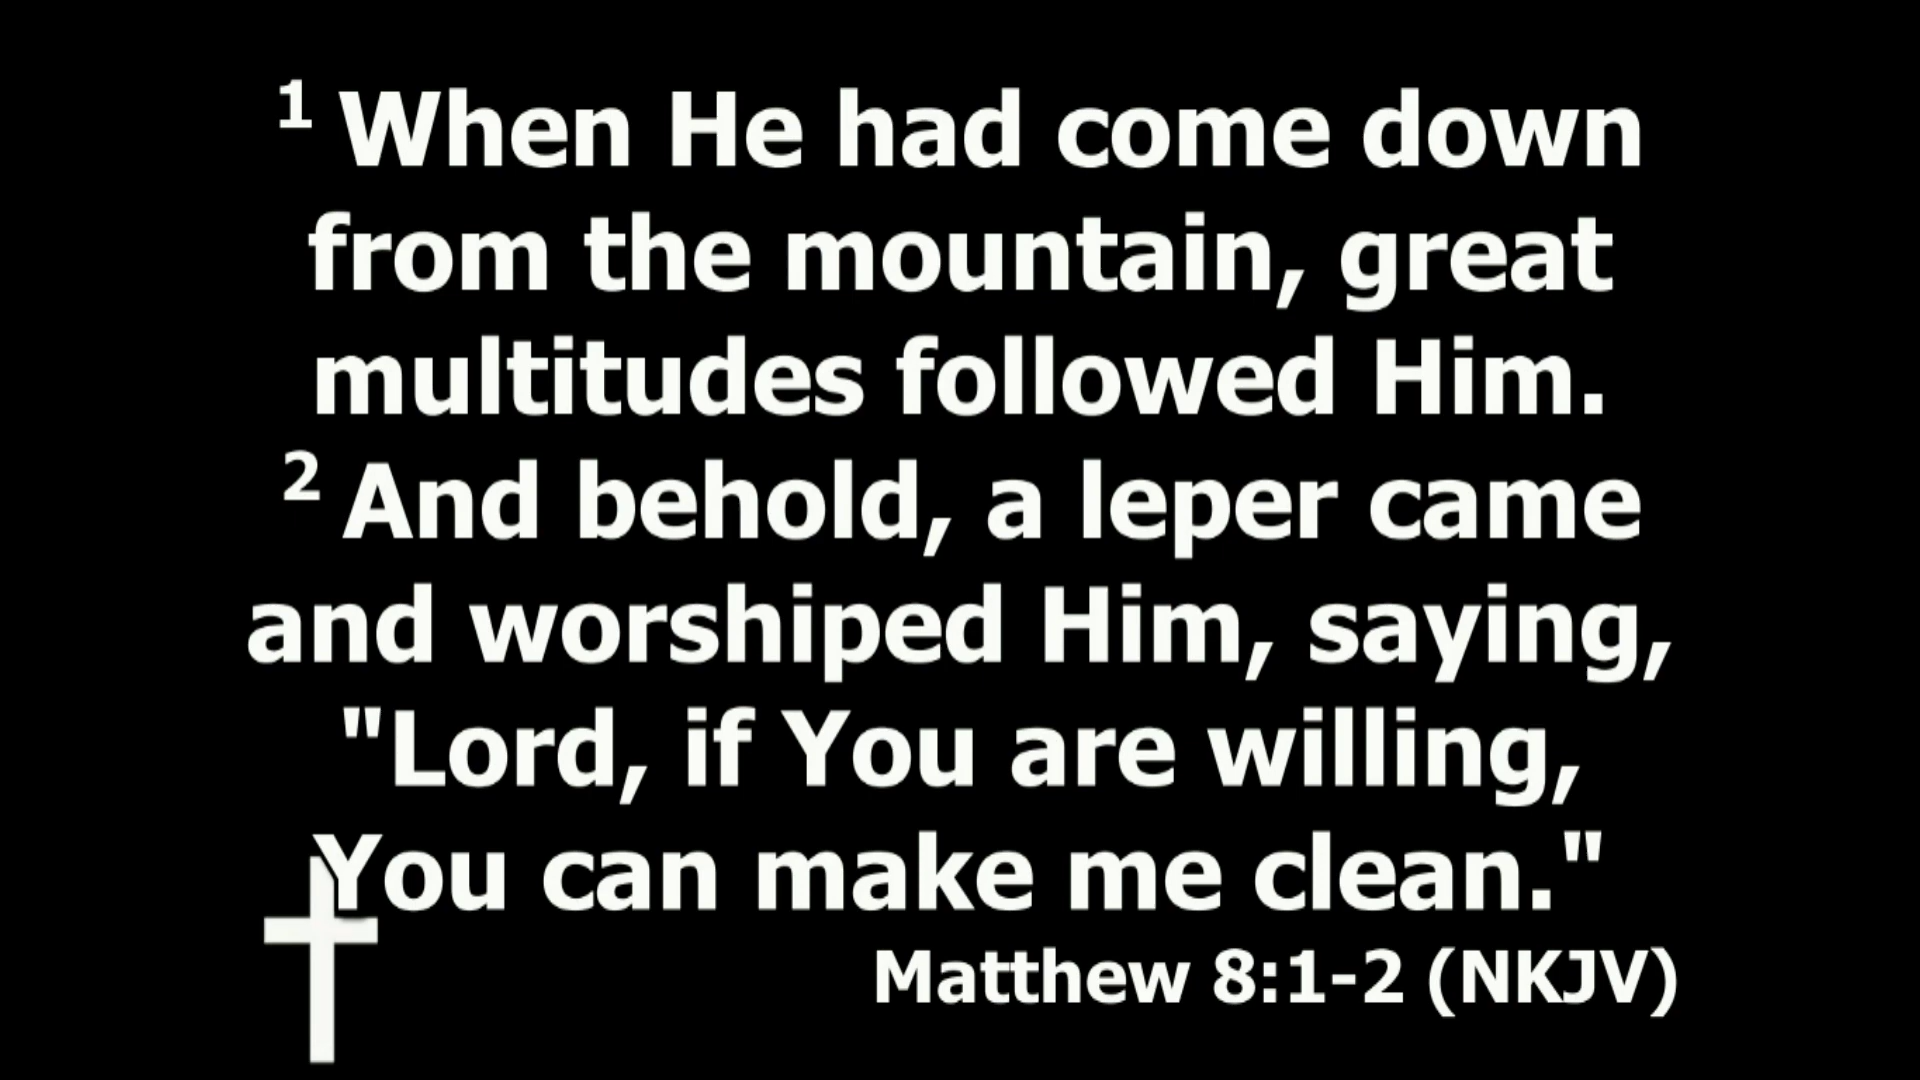 1 When He had come down
from the mountain, great
multitudes followed Him.
2 And behold, a leper came
and worshiped Him, saying,
"Lord, if You are willing,
You can make me clean."
Matthew 8:1-2 (NKJV)